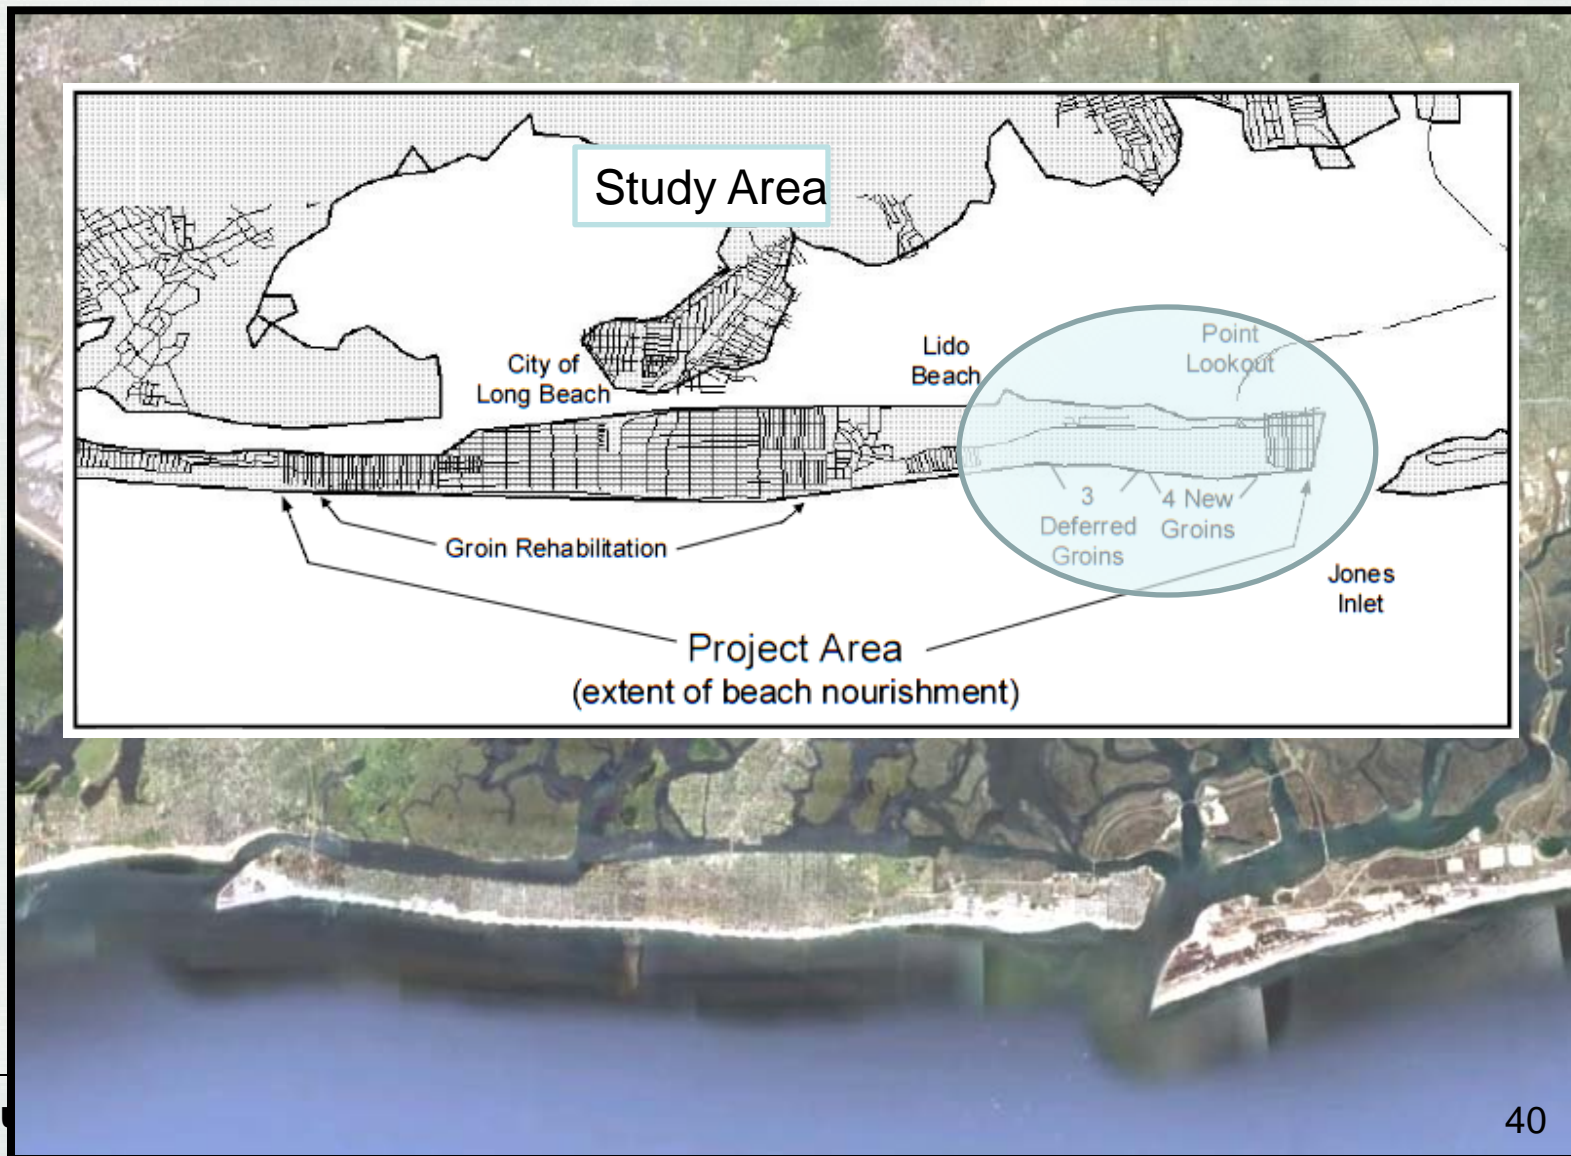 Study Area
City of
Long Beach
Lido
Beach
Point
Lookout
3
Deferred
Groins
4 New
Groins
Groin Rehabilitation
Jones
Inlet
Project Area
(extent of beach nourishment)
40